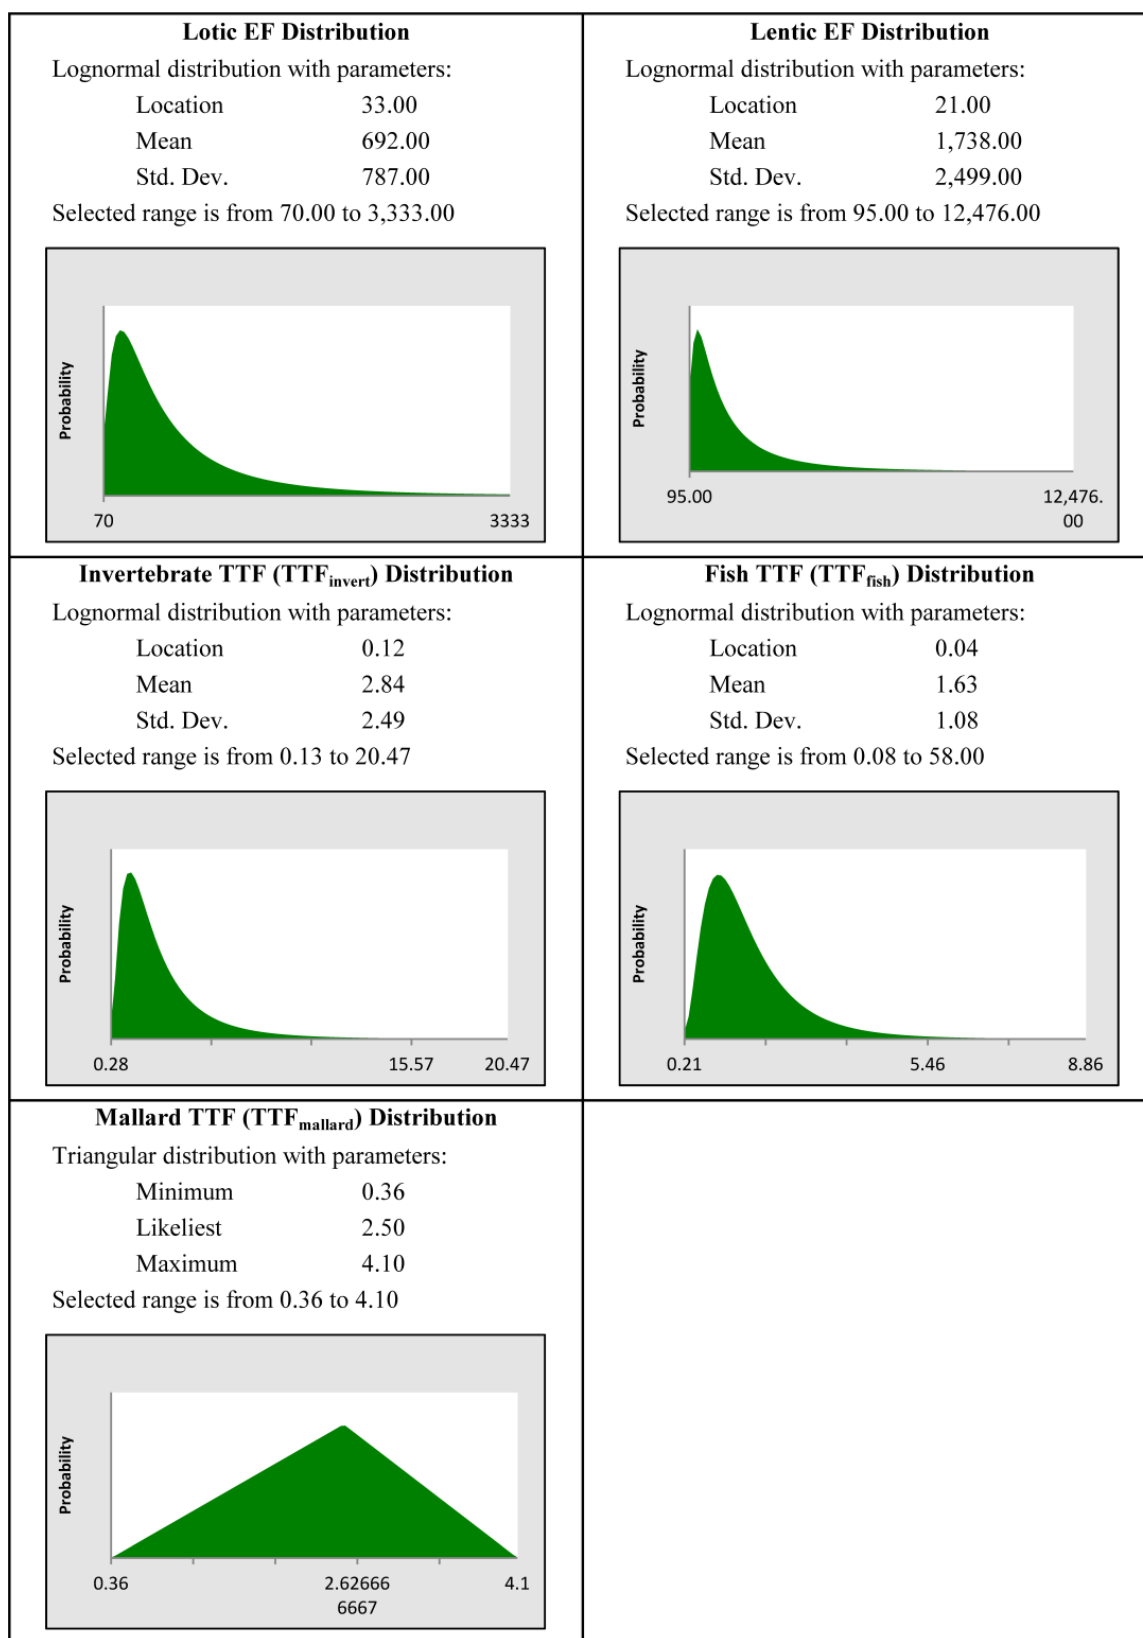 Lotic EF Distribution
Lognormal distribution with parameters:
Location 33.00
Mean 692.00
Std. Dev. 787.00
Selected range is from 70.00 to 3,333.00
Probability
70 3333
Lentic EF Distribution
Lognormal distribution with parameters:
Location 21.00
Mean 1,738.00
Std. Dev. 2,499.00
Selected range is from 95.00 to 12,476.00
Probability
95.00 12,476.
00
Invertebrate TTF (TTFinvert) Distribution
Lognormal distribution with parameters:
Location 0.12
Mean 2.84
Std. Dev. 2.49
Selected range is from 0.13 to 20.47
Probability
0.28 15.57 20.47
Fish TTF (TTFfish) Distribution
Lognormal distribution with parameters:
Location 0.04
Mean 1.63
Std. Dev. 1.08
Selected range is from 0.08 to 58.00
Probability
0.21 5.46 8.86
Mallard TTF (TTFmallard) Distribution
Triangular distribution with parameters:
Minimum 0.36
Likeliest 2.50
Maximum 4.10
Selected range is from 0.36 to 4.10
Probability
0.36 2.62666 4.1
6667